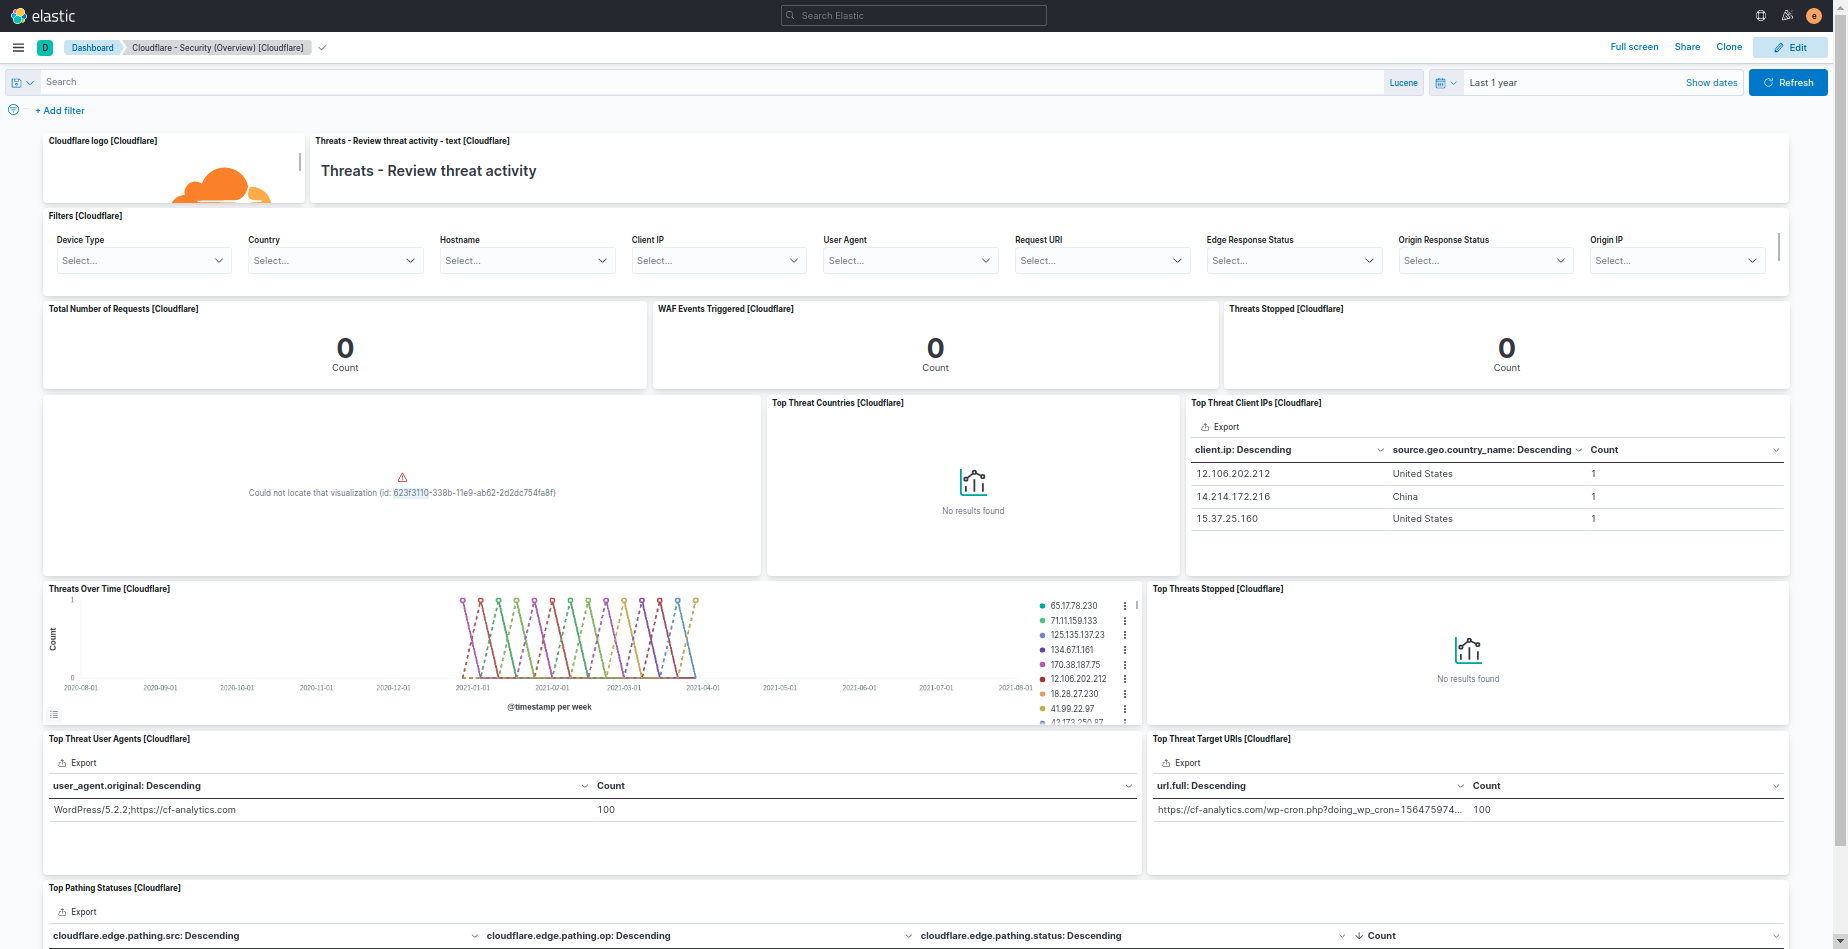 elastic
Search Elastic
e
D
Dashboard
Cloudflare - Security (Overview) [Cloudflare]
Full screen
Share
Clone
Edit
Search
Lucene
Last 1 year
Show dates
Refresh
+ Add filter
Cloudflare logo [Cloudflare]
Threats - Review threat activity - text [Cloudflare]
Threats - Review threat activity
Filters [Cloudflare]
Device Type
Country
Hostname
Client IP
User Agent
Request URI
Edge Response Status
Origin Response Status
Origin IP
Select...
Select...
Select...
Select...
Select...
Select...
Select...
Select...
Select...
Total Number of Requests [Cloudflare]
0
Count
WAF Events Triggered [Cloudflare]
0
Count
Threats Stopped [Cloudflare]
0
Count
Could not locate that visualization (id: 623f3110-338b-11e9-ab62-2d2dc754fa8f)
Top Threat Countries [Cloudflare]
No results found
Top Threat Client IPs [Cloudflare]
Export
client.ip: Descending source.geo.country_name: Descending Count
12.106.202.212 United States 1
14.214.172.216 China 1
15.37.25.160 United States 1
Threats Over Time [Cloudflare]
1
Count
0
2020-08-01 2020-09-01 2020-10-01 2020-11-01 2020-12-01 2021-01-01 2021-02-01 2021-03-01 2021-04-01 2021-05-01 2021-06-01 2021-07-01 2021-08-01
@timestamp per week
65.17.78.230
71.11.159.133
125.135.137.23
134.67.1.161
170.38.187.75
12.106.202.212
18.28.27.230
41.99.22.97
43.173.250.87
Top Threats Stopped [Cloudflare]
No results found
Top Threat User Agents [Cloudflare]
Export
user_agent.original: Descending Count
WordPress/5.2.2;https://cf-analytics.com 100
Top Threat Target URIs [Cloudflare]
Export
url.full: Descending Count
https://cf-analytics.com/wp-cron.php?doing_wp_cron=156475974... 100
Top Pathing Statuses [Cloudflare]
Export
cloudflare.edge.pathing.src: Descending cloudflare.edge.pathing.op: Descending cloudflare.edge.pathing.status: Descending Count